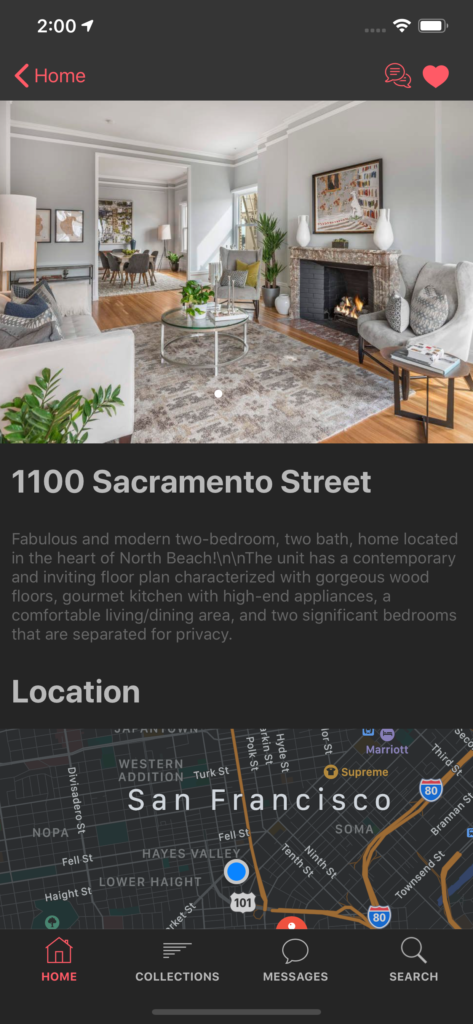 2:00
Home
1100 Sacramento Street
Fabulous and modern two-bedroom, two bath, home located
in the heart of North Beach!\n\nThe unit has a contemporary
and inviting floor plan characterized with gorgeous wood
floors, gourmet kitchen with high-end appliances, a
comfortable living/dining area, and two significant bedrooms
that are separated for privacy.
Location
JAPANTOWN
Polk St
Hyde St
Marriott
Third St
WESTERN
ADDITION
Turk St
Supreme
Divisadero St
San Francisco
80
Brannan St
NOPA
Fell St
SOMA
Fell St
HAYES VALLEY
Tenth St
Ninth St
LOWER HAIGHT
Townsend St
Haight St
101
80
HOME
COLLECTIONS
MESSAGES
SEARCH